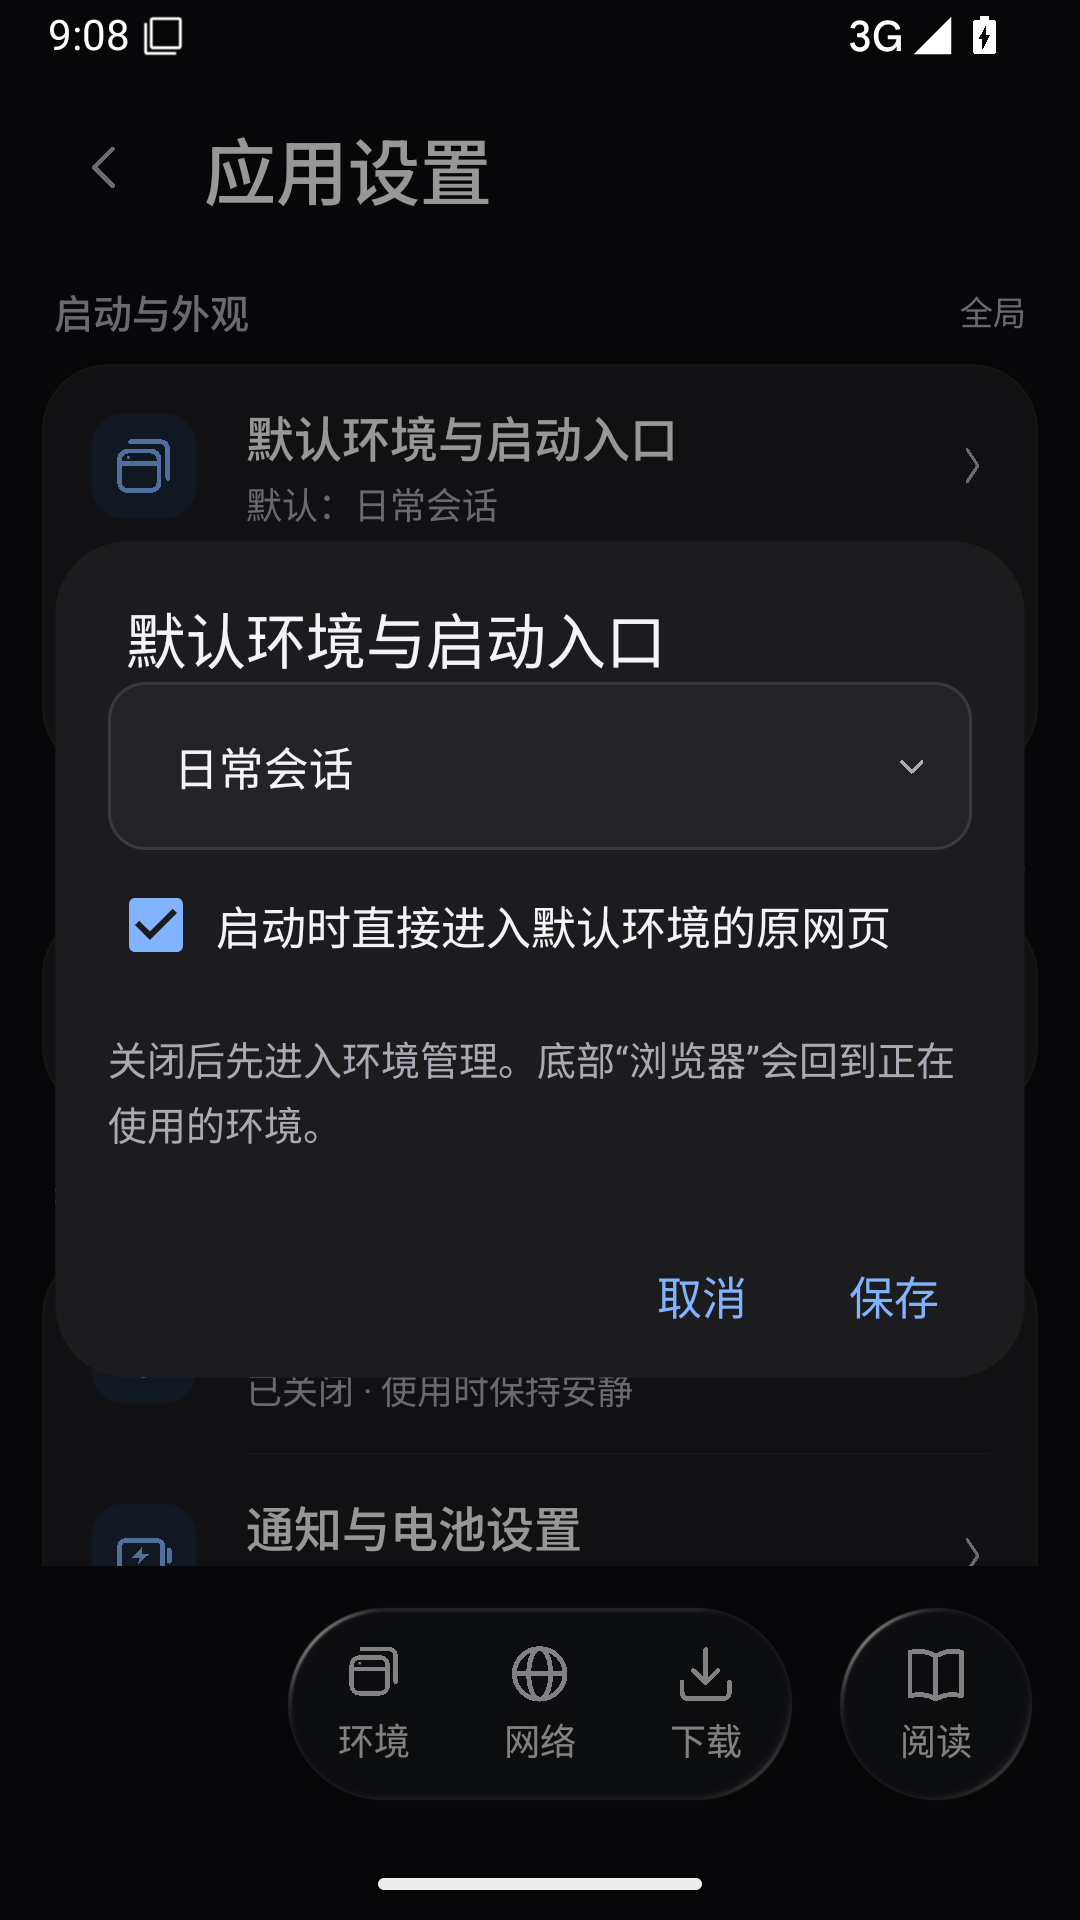 9:08
3G
应用设置
启动与外观
全局
默认环境与启动入口
默认：日常会话
默认环境与启动入口
日常会话
启动时直接进入默认环境的原网页
关闭后先进入环境管理。底部“浏览器”会回到正在
使用的环境。
取消
保存
已关闭 · 使用时保持安静
通知与电池设置
环境
网络
下载
阅读